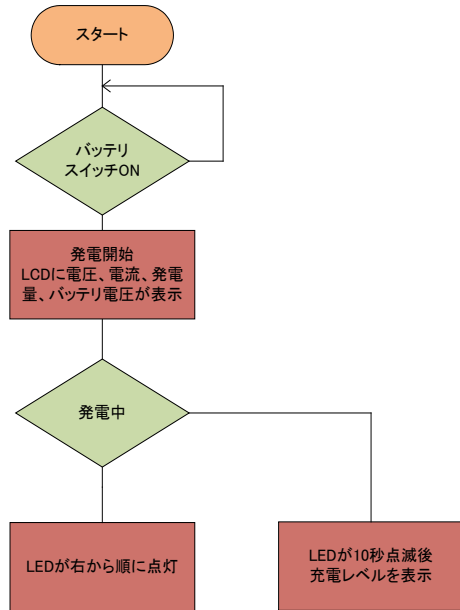 スタート
バッテリ
スイッチON
発電開始
LCDに電圧、電流、発電
量、バッテリ電圧が表示
発電中
LEDが右から順に点灯
LEDが10秒点滅後
充電レベルを表示